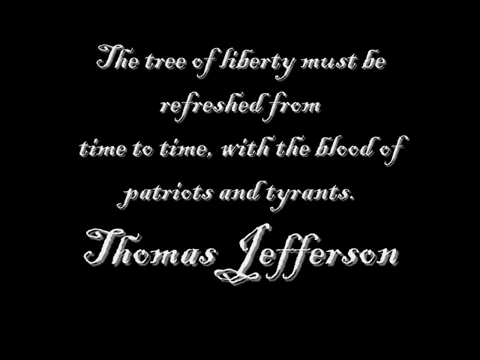 The tree of liberty must be
refreshed from
time to time, with the blood of
patriots and tyrants.
Thomas Jefferson